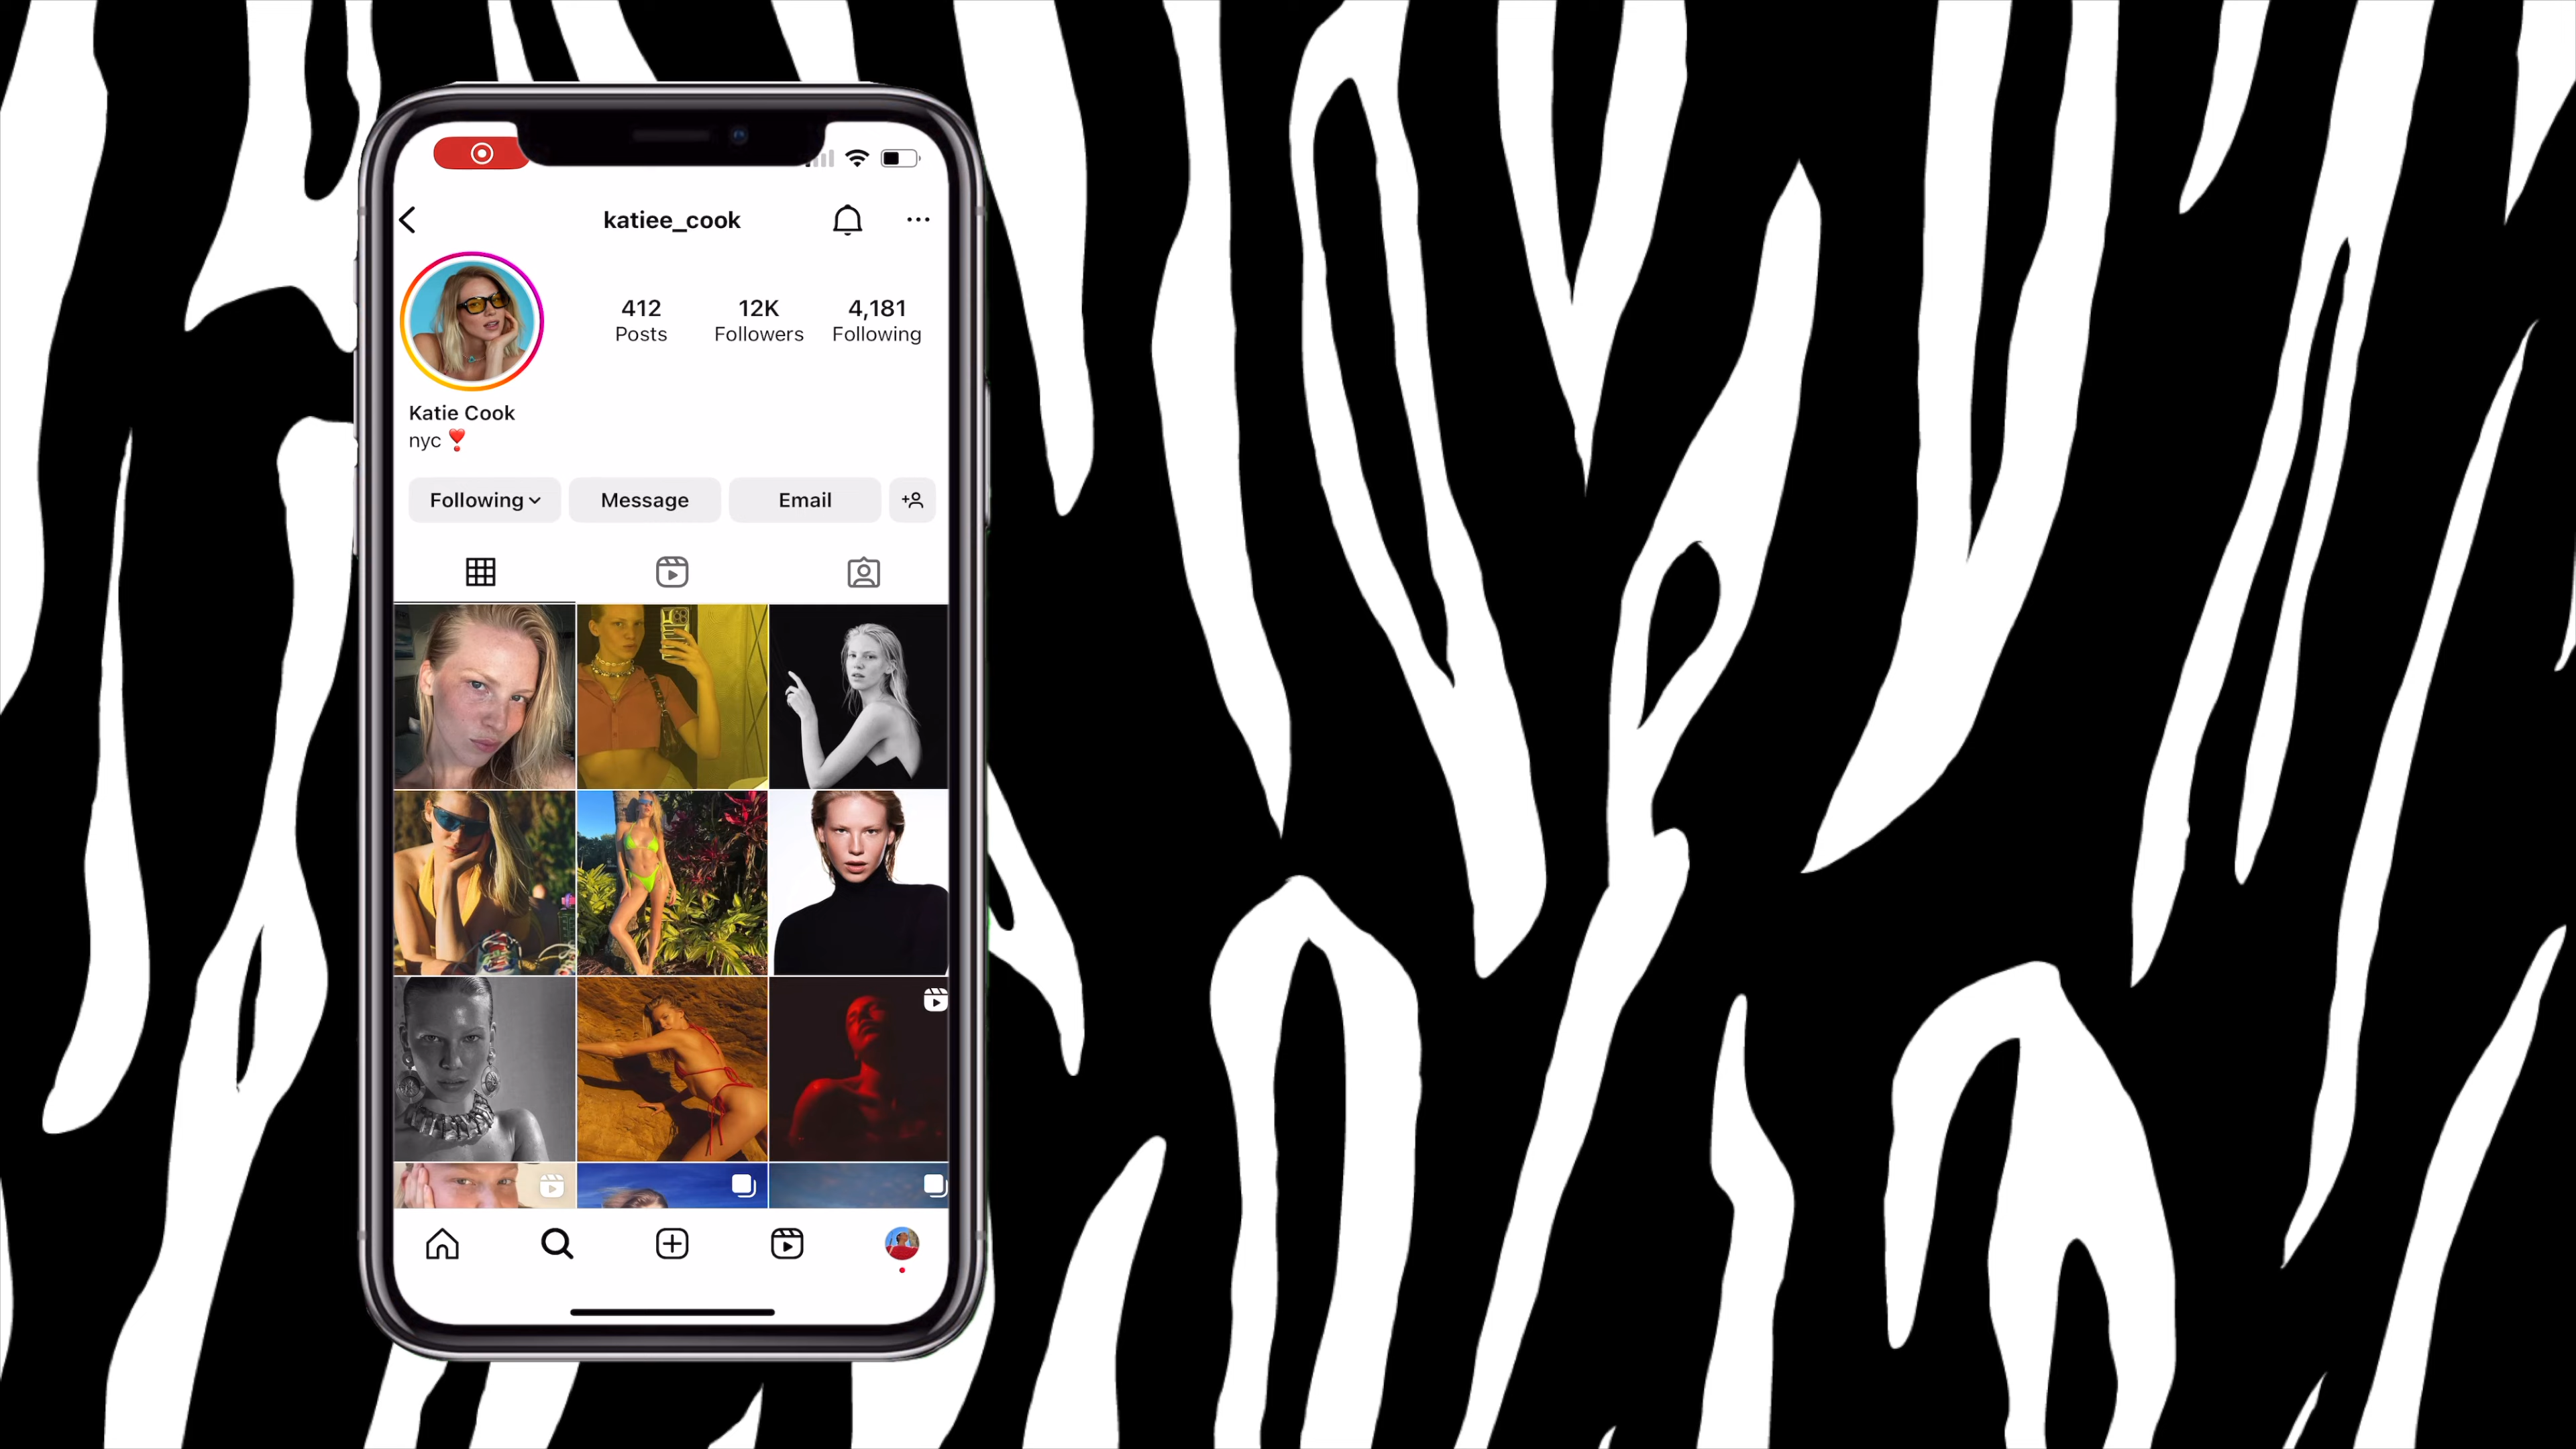 katiee_cook
412 12K 4,181
Posts Followers Following
Katie Cook
nyc
Following Message Email